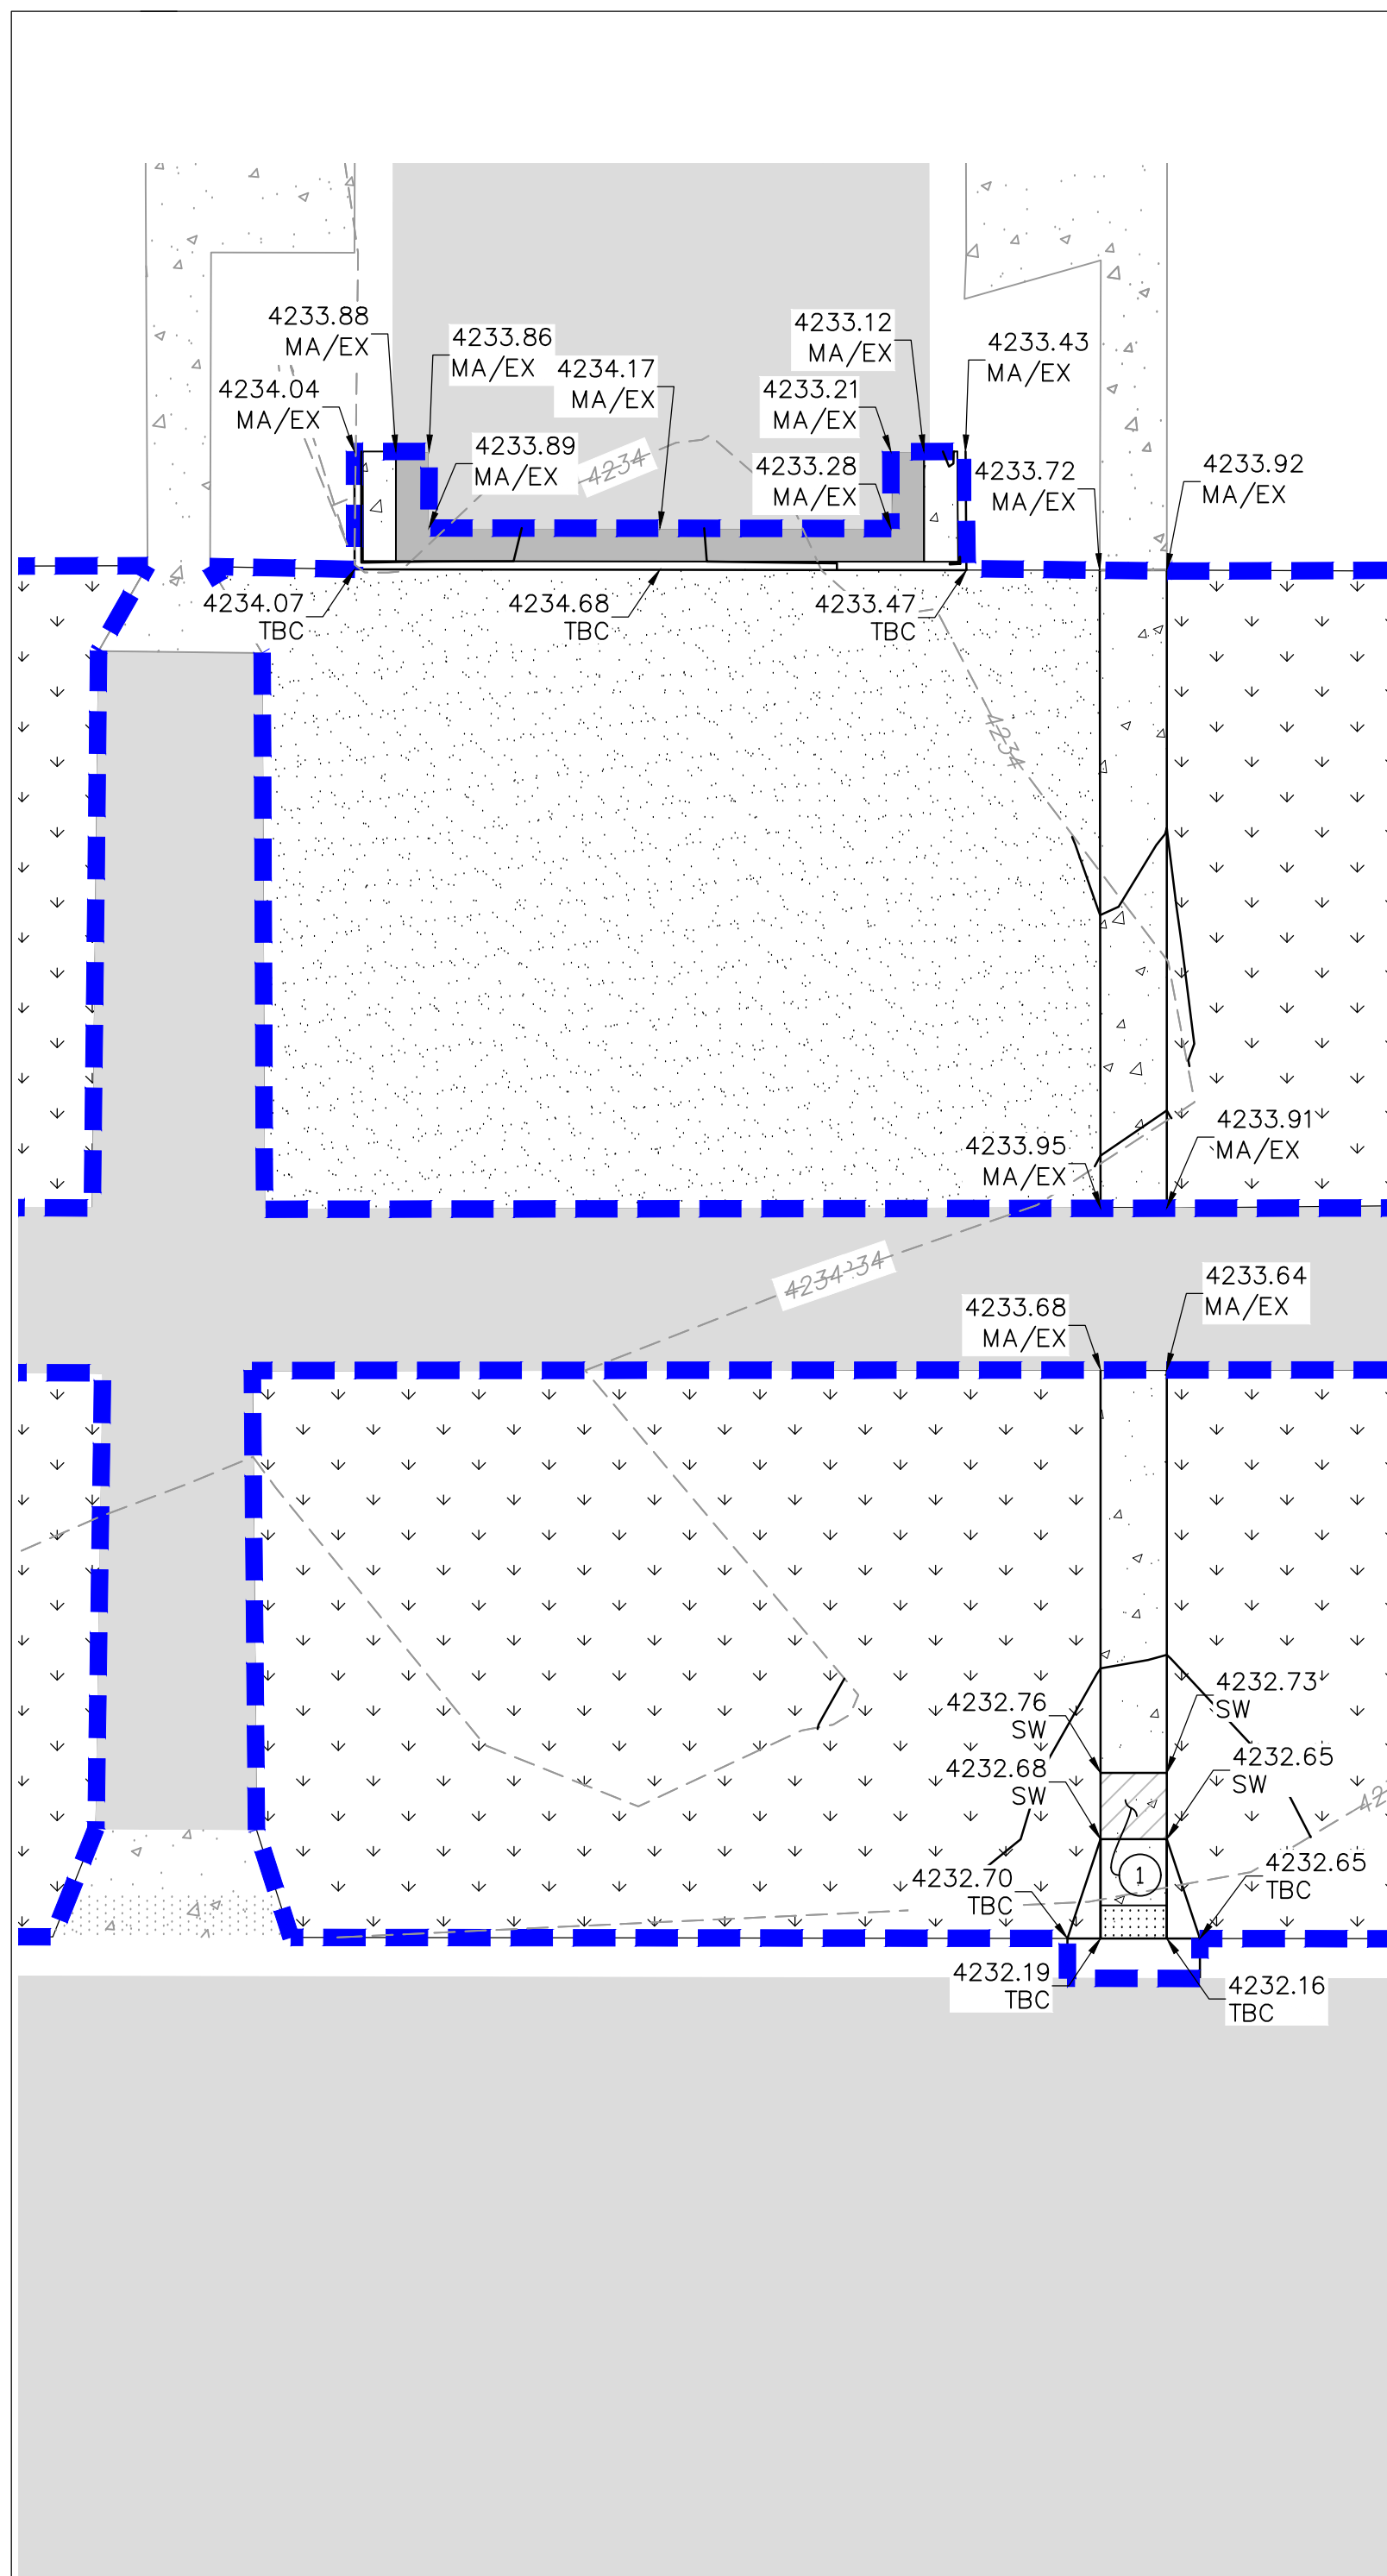 4233.88
MA/EX
4233.86
MA/EX
4233.12
MA/EX
4233.43
MA/EX
4234.04
MA/EX
4234.17
MA/EX
4233.21
MA/EX
4233.89
MA/EX
4234
4233.28
MA/EX
4233.72
MA/EX
4233.92
MA/EX
4234.07
TBC
4234.68
TBC
4233.47
TBC
4234
4233.95
MA/EX
4233.91
MA/EX
4233.68
MA/EX
4233.64
MA/EX
4232.76
SW
4232.73
SW
4232.68
SW
4232.65
SW
4232.70
TBC
1
4232.65
TBC
4232.19
TBC
4232.16
TBC